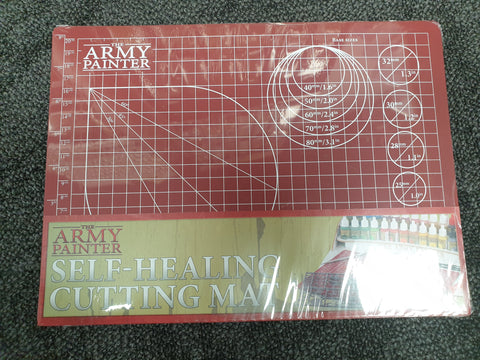 THE
ARMY
PAINTER
Base sizes
40mm/1.6"
50mm/2.0"
60mm/2.4"
70mm/2.8"
80mm/3.1"
32mm
1.3"
30mm
1.2"
28mm
1.1"
25mm
1.0"
THE
ARMY
PAINTER
SELF-HEALING
CUTTING MAT